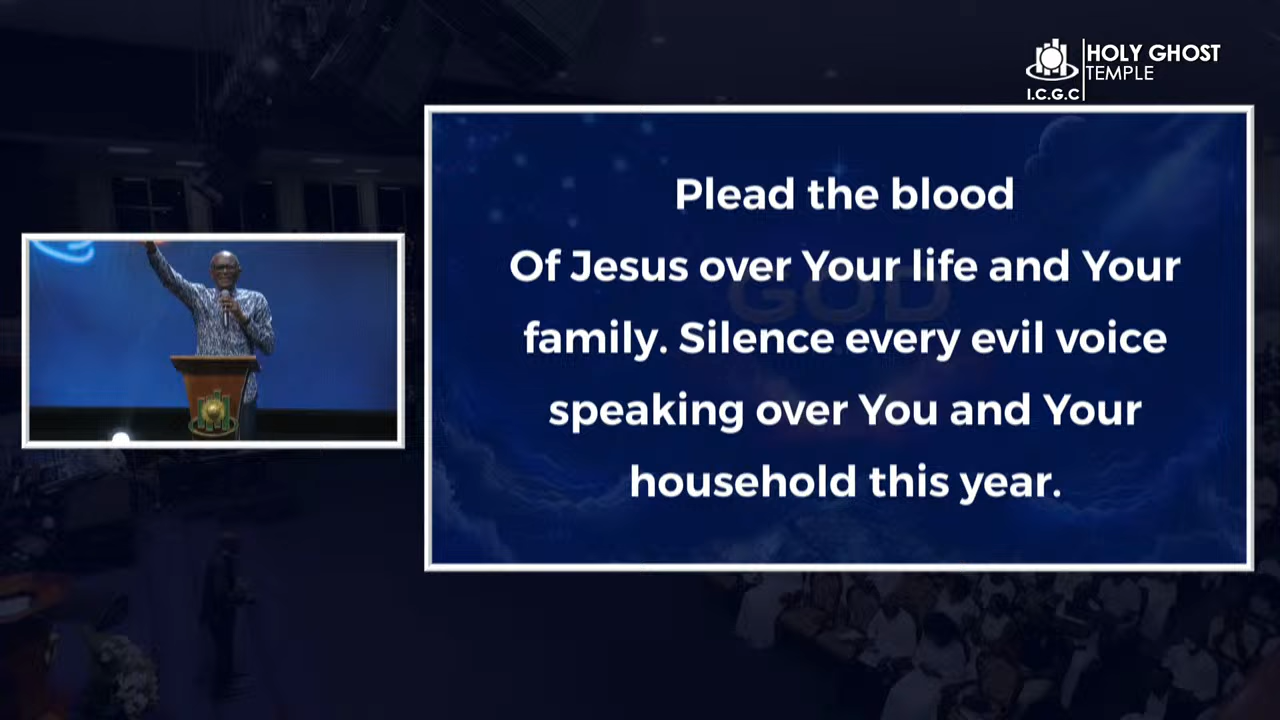 HOLY GHOST
TEMPLE
I.C.G.C
Plead the blood
Of Jesus over Your life and Your
family. Silence every evil voice
speaking over You and Your
household this year.
GOD